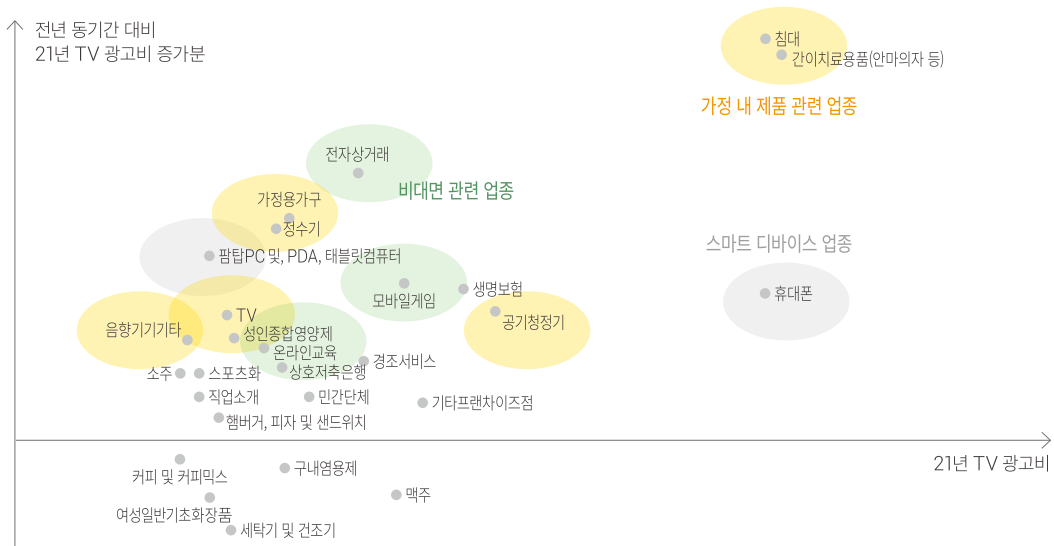 전년 동기간 대비
21년 TV 광고비 증가분
침대
간이치료용품(안마의자 등)
가정 내 제품 관련 업종
전자상거래
비대면 관련 업종
가정용가구
정수기
스마트 디바이스 업종
팜탑PC 및, PDA, 태블릿컴퓨터
생명보험
휴대폰
모바일게임
TV
공기청정기
음향기기기타
성인종합영양제
온라인교육
경조서비스
상호저축은행
소주
스포츠화
직업소개
민간단체
기타프랜차이즈점
햄버거, 피자 및 샌드위치
21년 TV 광고비
커피 및 커피믹스
구내염용제
맥주
여성일반기초화장품
세탁기 및 건조기